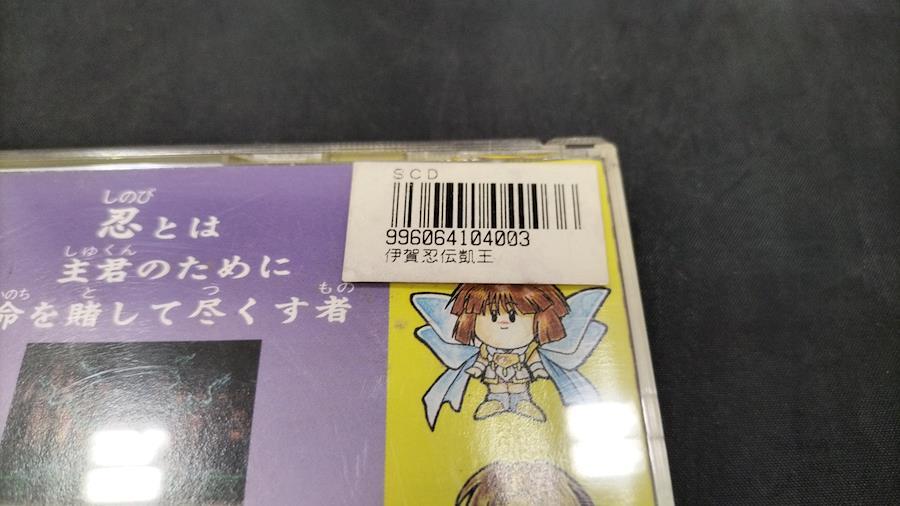 しのび
忍とは
しゅくん
主君のために
いのち と つ もの
命を賭して尽くす者
SCD
996064104003
伊賀忍伝凱王